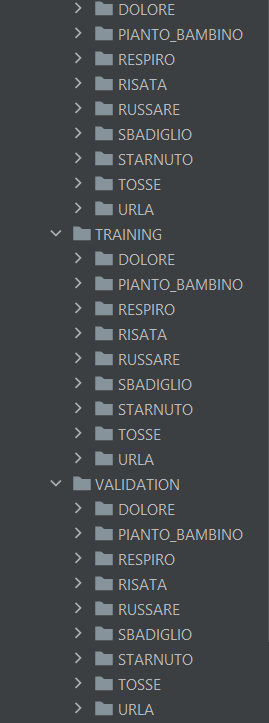 DOLORE
PIANTO_BAMBINO
RESPIRO
RISATA
RUSSARE
SBADIGLIO
STARNUTO
TOSSE
URLA
TRAINING
DOLORE
PIANTO_BAMBINO
RESPIRO
RISATA
RUSSARE
SBADIGLIO
STARNUTO
TOSSE
URLA
VALIDATION
DOLORE
PIANTO_BAMBINO
RESPIRO
RISATA
RUSSARE
SBADIGLIO
STARNUTO
TOSSE
URLA